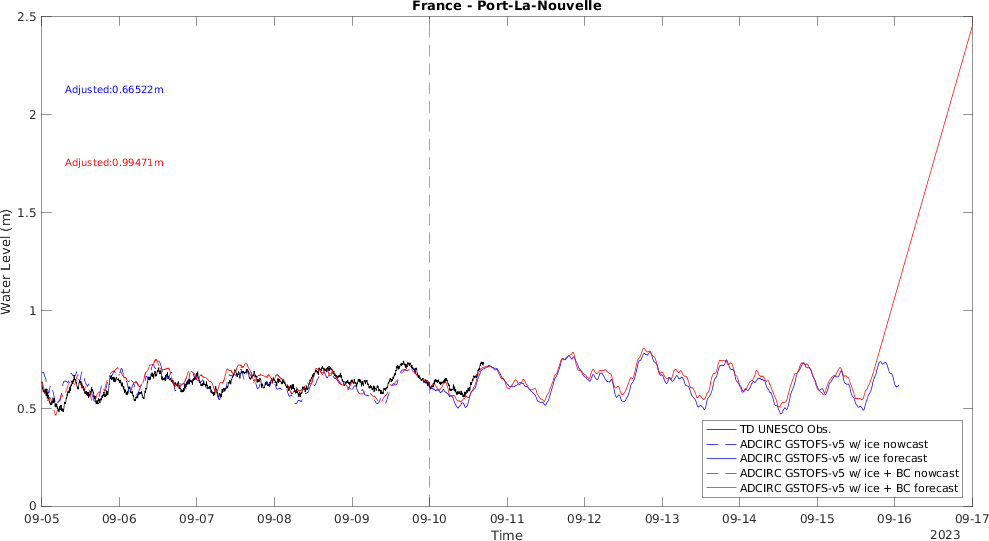 France - Port-La-Nouvelle
2.5
2
1.5
1
0.5
0
Water Level (m)
Adjusted:0.66522m
Adjusted:0.99471m
TD UNESCO Obs.
ADCIRC GSTOFS-v5 w/ ice nowcast
ADCIRC GSTOFS-v5 w/ ice forecast
ADCIRC GSTOFS-v5 w/ ice + BC nowcast
ADCIRC GSTOFS-v5 w/ ice + BC forecast
09-05 09-06 09-07 09-08 09-09 09-10 09-11 09-12 09-13 09-14 09-15 09-16 09-17
Time
2023